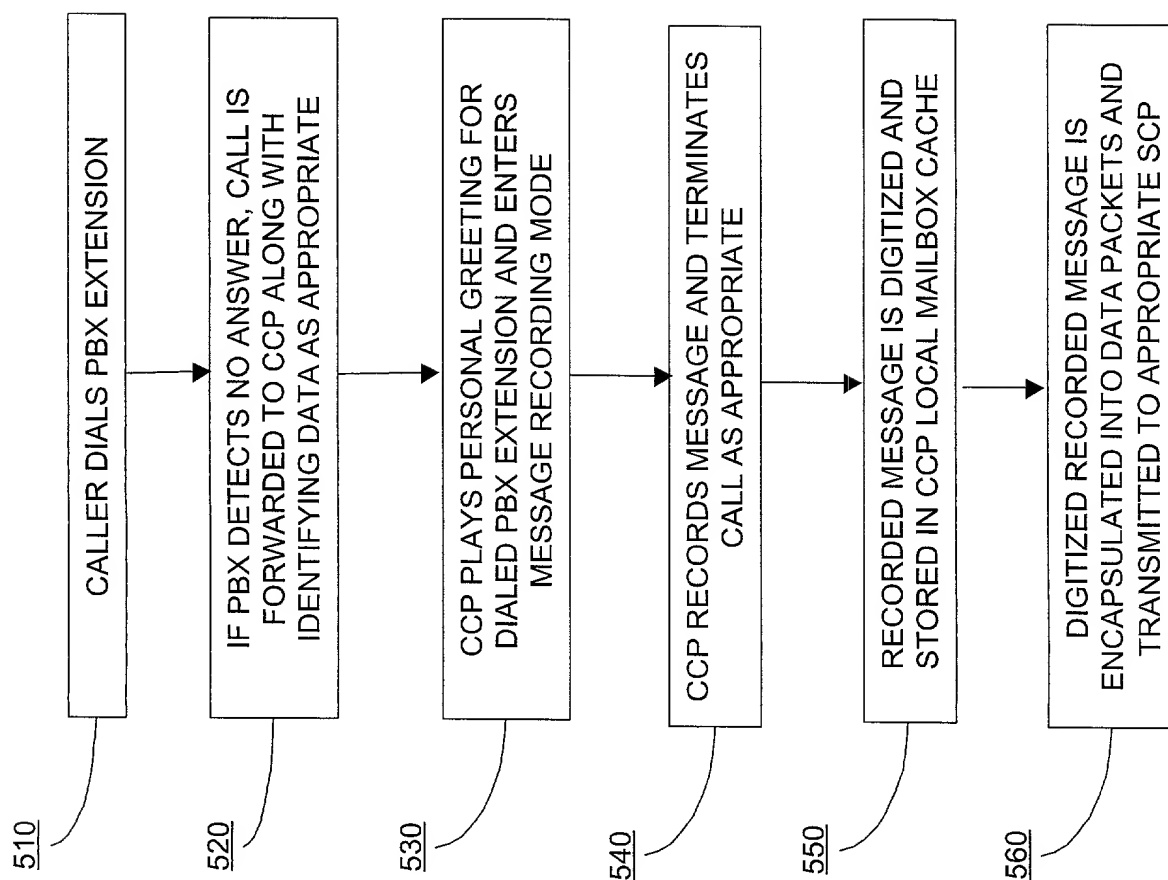 510
CALLER DIALS PBX EXTENSION
520
IF PBX DETECTS NO ANSWER, CALL IS
FORWARDED TO CCP ALONG WITH
IDENTIFYING DATA AS APPROPRIATE
530
CCP PLAYS PERSONAL GREETING FOR
DIALED PBX EXTENSION AND ENTERS
MESSAGE RECORDING MODE
540
CCP RECORDS MESSAGE AND TERMINATES
CALL AS APPROPRIATE
550
RECORDED MESSAGE IS DIGITIZED AND
STORED IN CCP LOCAL MAILBOX CACHE
560
DIGITIZED RECORDED MESSAGE IS
ENCAPSULATED INTO DATA PACKETS AND
TRANSMITTED TO APPROPRIATE SCP